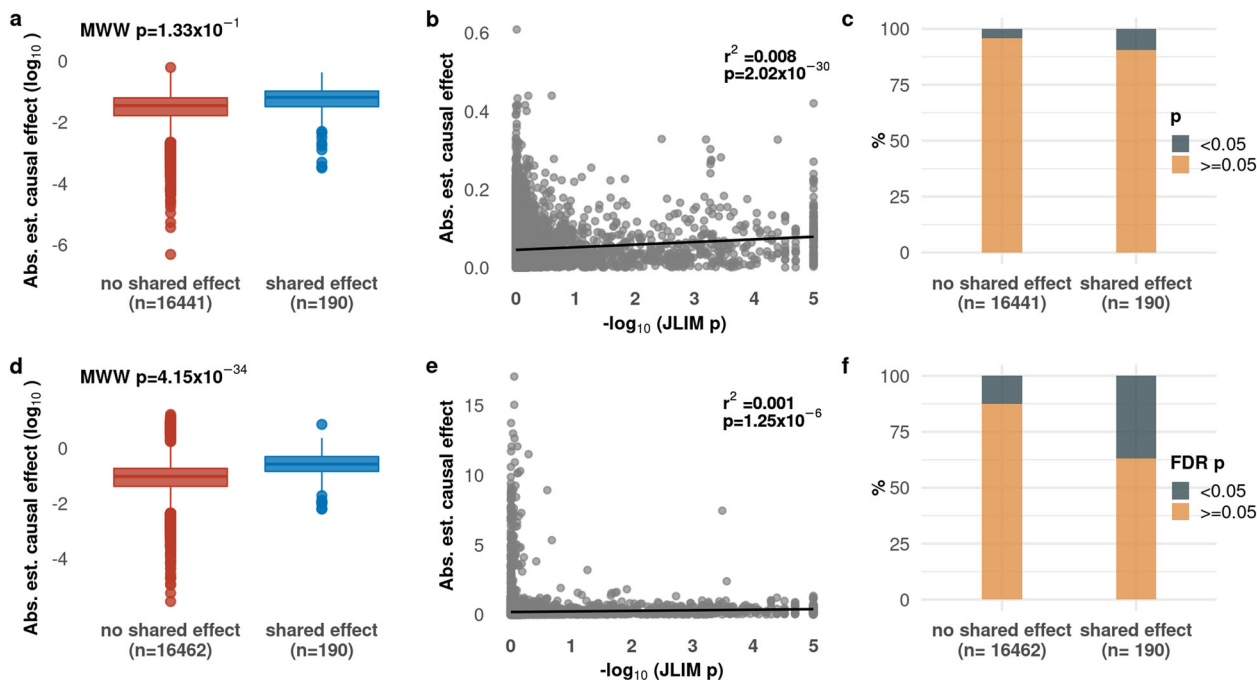 a
MWW p=1.33x10⁻¹
Abs. est. causal effect (log₁₀ )
0
-2
-4
-6
no shared effect
(n=16441)
shared effect
(n=190)
b
Abs. est. causal effect
0.6
0.4
0.2
0.0
r² =0.008
p=2.02x10⁻³⁰
0 1 2 3 4 5
-log₁₀ (JLIM p)
c
%
100
75
50
25
0
no shared effect
(n= 16441)
shared effect
(n= 190)
p
<0.05
>=0.05
d
MWW p=4.15x10⁻³⁴
Abs. est. causal effect (log₁₀ )
0
-2
-4
no shared effect
(n=16462)
shared effect
(n=190)
e
Abs. est. causal effect
15
10
5
0
r² =0.001
p=1.25x10⁻⁶
0 1 2 3 4 5
-log₁₀ (JLIM p)
f
%
100
75
50
25
0
no shared effect
(n= 16462)
shared effect
(n= 190)
FDR p
<0.05
>=0.05